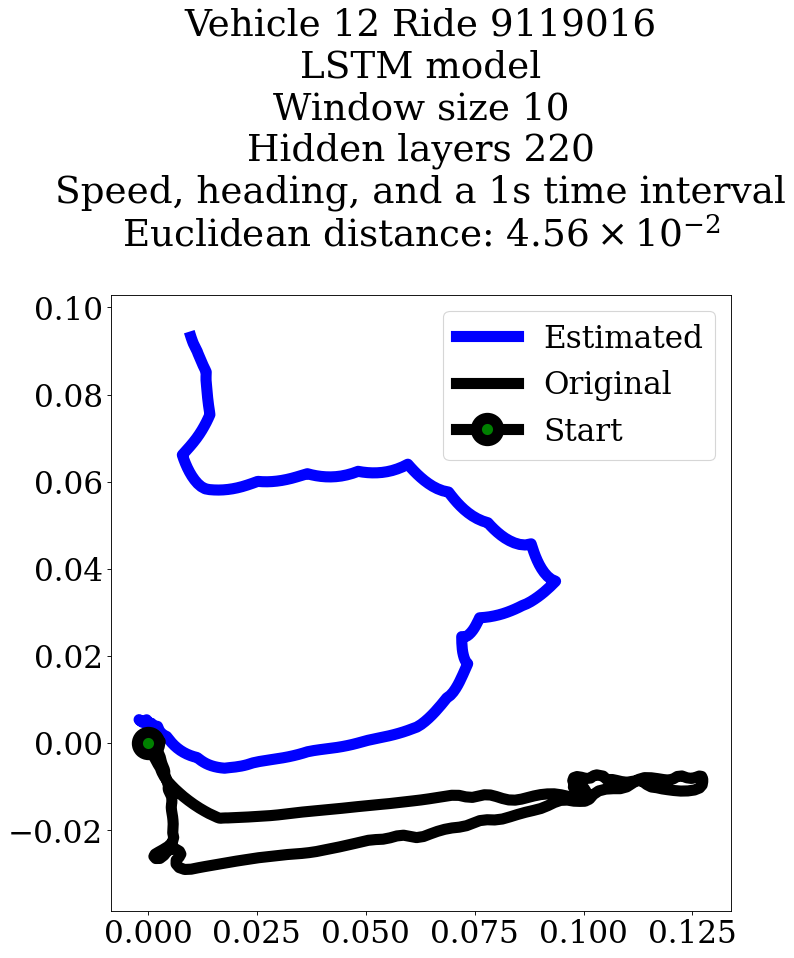 Vehicle 12 Ride 9119016
LSTM model
Window size 10
Hidden layers 220
Speed, heading, and a 1s time interval
Euclidean distance: 4.56 × 10⁻²
Estimated
Original
Start
0.10
0.08
0.06
0.04
0.02
0.00
−0.02
0.000 0.025 0.050 0.075 0.100 0.125